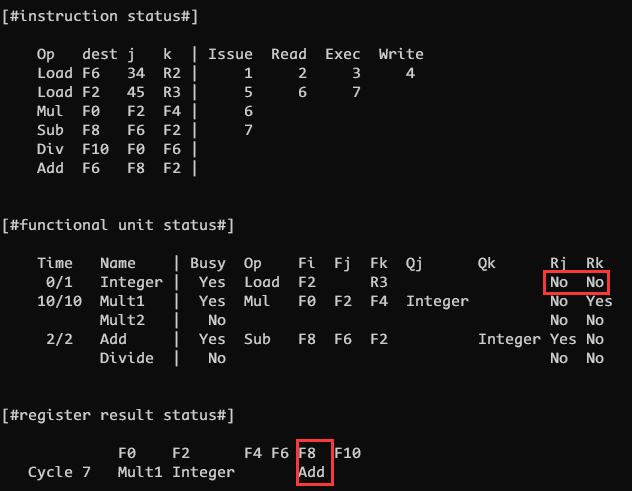 [#instruction status#]
Op dest j k | Issue Read Exec Write
Load F6 34 R2 | 1 2 3 4
Load F2 45 R3 | 5 6 7
Mul F0 F2 F4 | 6
Sub F8 F6 F2 | 7
Div F10 F0 F6 |
Add F6 F8 F2 |
[#functional unit status#]
Time Name | Busy Op Fi Fj Fk Qj Qk Rj Rk
0/1 Integer | Yes Load F2 R3 No No
10/10 Mult1 | Yes Mul F0 F2 F4 Integer No Yes
Mult2 | No No No
2/2 Add | Yes Sub F8 F6 F2 Integer Yes No
Divide | No No No
[#register result status#]
F0 F2 F4 F6 F8 F10
Cycle 7 Mult1 Integer Add